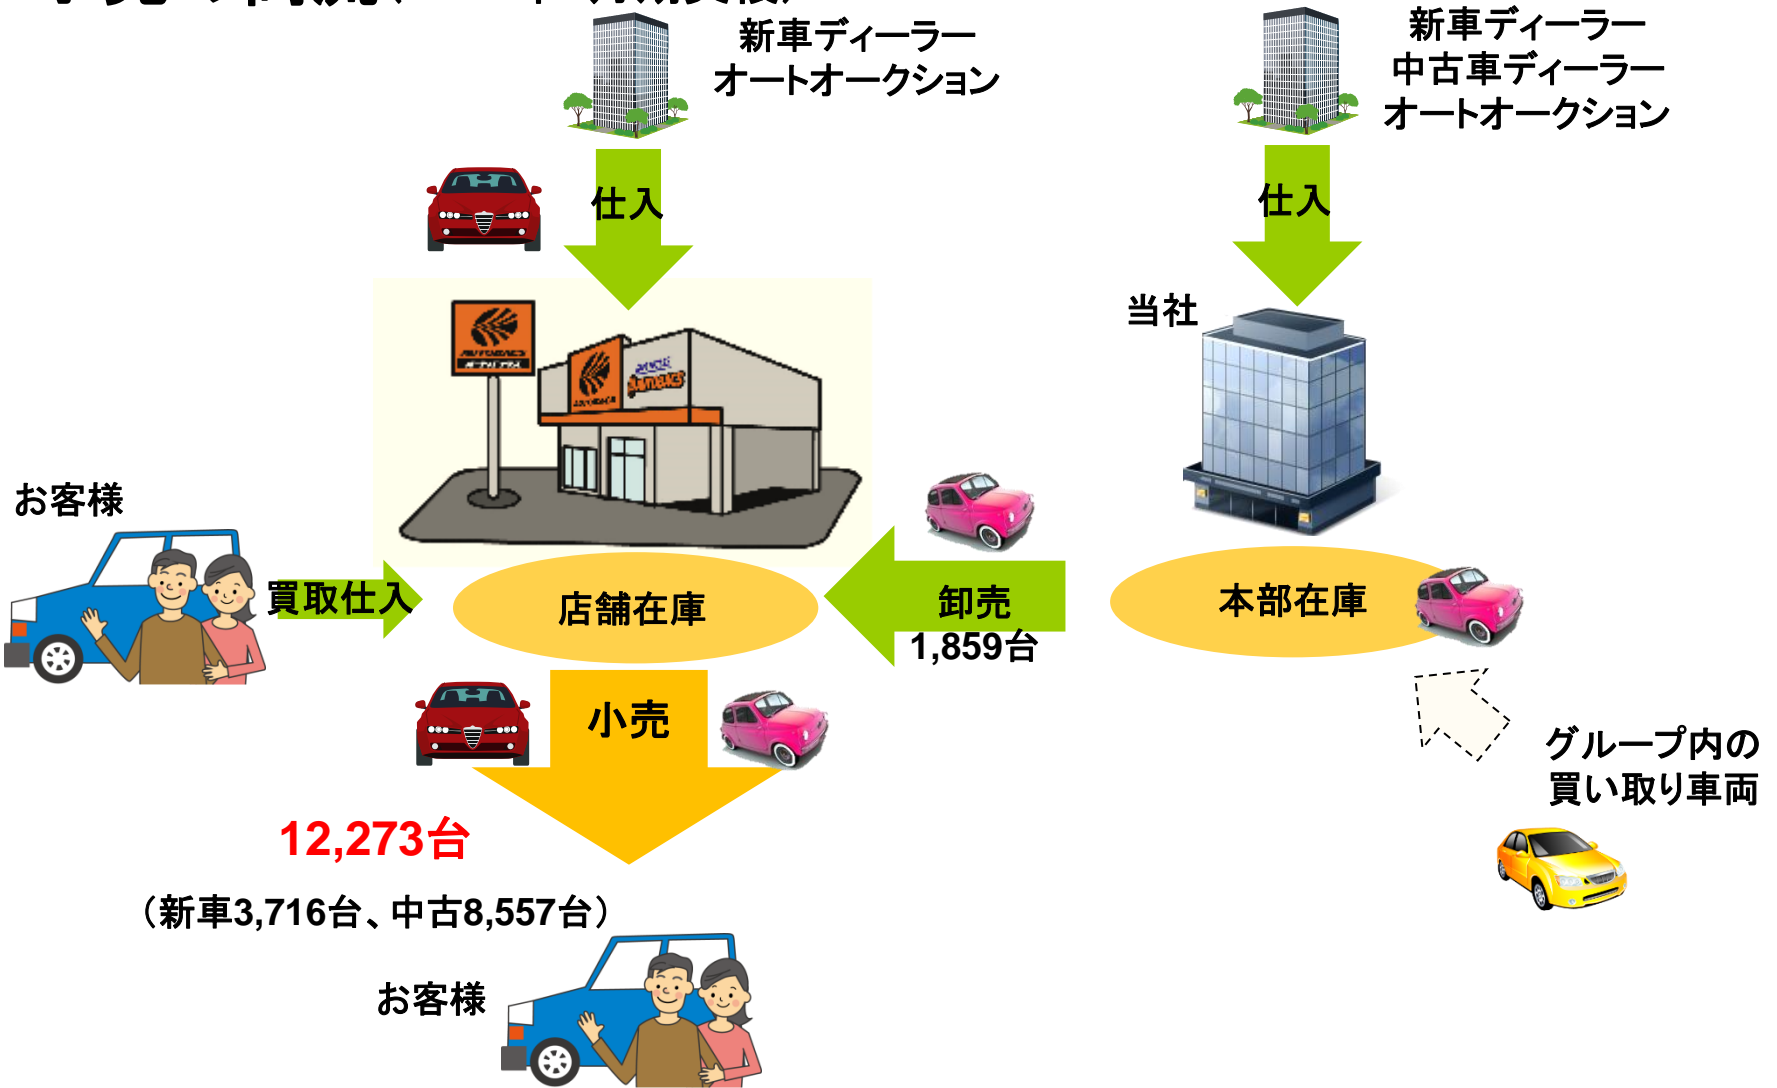 新車ディーラー
オートオークション
新車ディーラー
中古車ディーラー
オートオークション
仕入
仕入
当社
AUTOBACS
お客様
買取仕入
店舗在庫
卸売
1,859台
本部在庫
小売
グループ内の
買い取り車両
12,273台
（新車3,716台、中古8,557台）
お客様